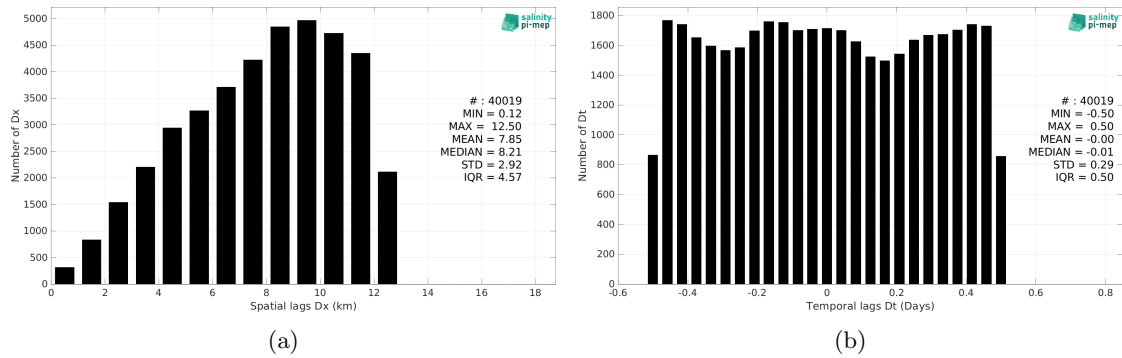 salinity
pi-mep
5000
4500
4000
3500
3000
2500
2000
1500
1000
500
0
Number of Dx
# : 40019
MIN = 0.12
MAX = 12.50
MEAN = 7.85
MEDIAN = 8.21
STD = 2.92
IQR = 4.57
0 2 4 6 8 10 12 14 16 18
Spatial lags Dx (km)
(a)
salinity
pi-mep
1800
1600
1400
1200
1000
800
600
400
200
0
Number of Dt
# : 40019
MIN = -0.50
MAX = 0.50
MEAN = -0.00
MEDIAN = -0.01
STD = 0.29
IQR = 0.50
-0.6 -0.4 -0.2 0 0.2 0.4 0.6 0.8
Temporal lags Dt (Days)
(b)